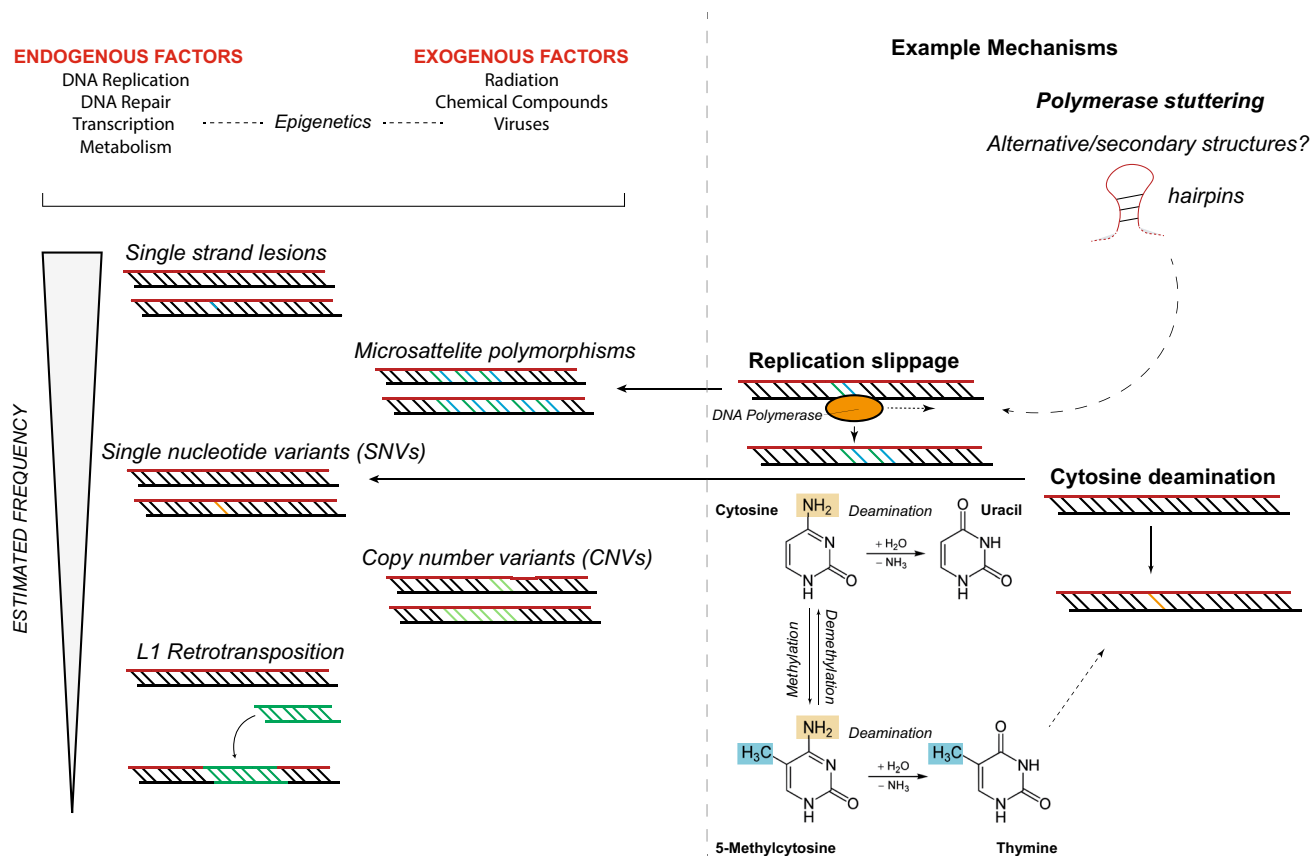 ENDOGENOUS FACTORS
DNA Replication
DNA Repair
Transcription
Metabolism
Epigenetics
EXOGENOUS FACTORS
Radiation
Chemical Compounds
Viruses
ESTIMATED FREQUENCY
Single strand lesions
Microsattelite polymorphisms
Single nucleotide variants (SNVs)
Copy number variants (CNVs)
L1 Retrotransposition
Example Mechanisms
Polymerase stuttering
Alternative/secondary structures?
hairpins
Replication slippage
DNA Polymerase
Cytosine deamination
Cytosine
NH2
N
O
N
H
Deamination
+ H2O
− NH3
Uracil
O
NH
O
N
H
Methylation
Demethylation
NH2
H3C
N
O
N
H
5-Methylcytosine
Deamination
+ H2O
− NH3
O
H3C
NH
O
N
H
Thymine